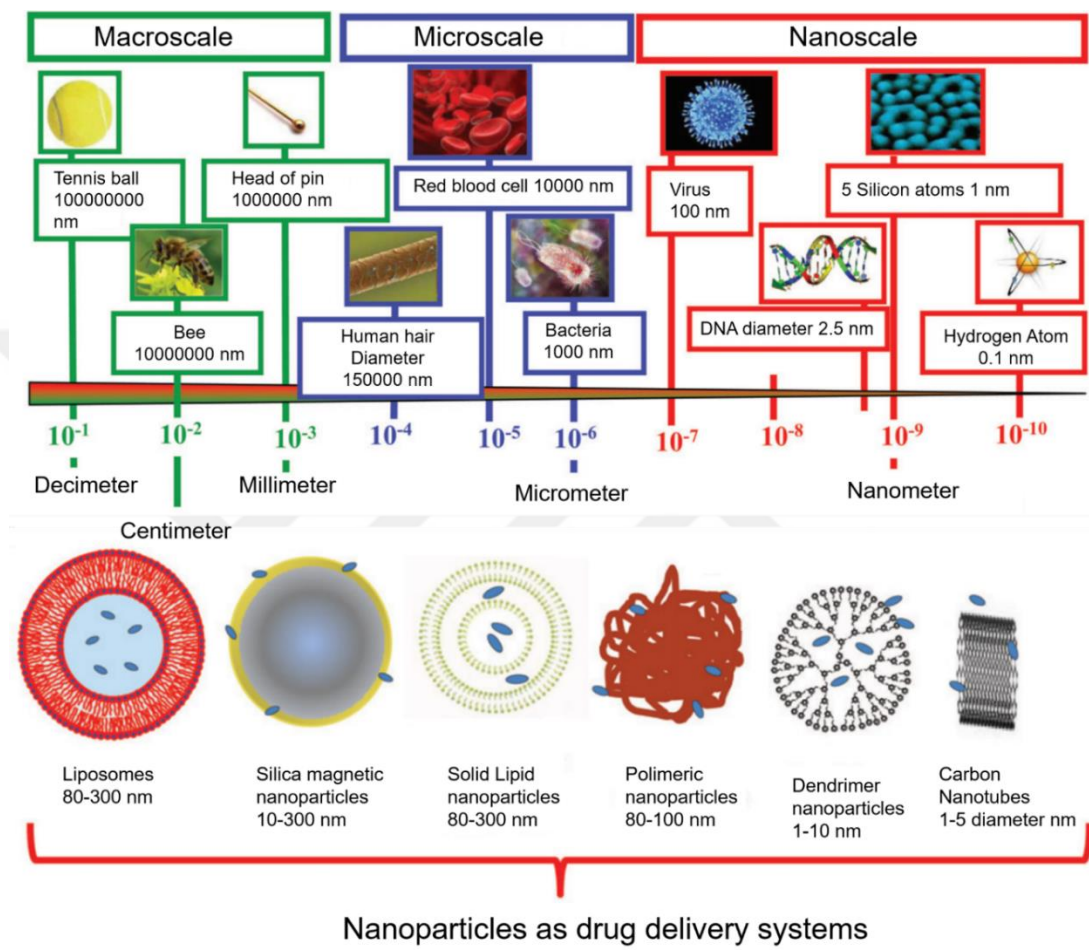 Macroscale
Microscale
Nanoscale
Tennis ball
100000000
nm
Head of pin
1000000 nm
Red blood cell 10000 nm
Virus
100 nm
5 Silicon atoms 1 nm
Bee
10000000 nm
Human hair
Diameter
150000 nm
Bacteria
1000 nm
DNA diameter 2.5 nm
Hydrogen Atom
0.1 nm
10-1
10-2
10-3
10-4
10-5
10-6
10-7
10-8
10-9
10-10
Decimeter
Millimeter
Micrometer
Nanometer
Centimeter
Liposomes
80-300 nm
Silica magnetic
nanoparticles
10-300 nm
Solid Lipid
nanoparticles
80-300 nm
Polimeric
nanoparticles
80-100 nm
Dendrimer
nanoparticles
1-10 nm
Carbon
Nanotubes
1-5 diameter nm
Nanoparticles as drug delivery systems